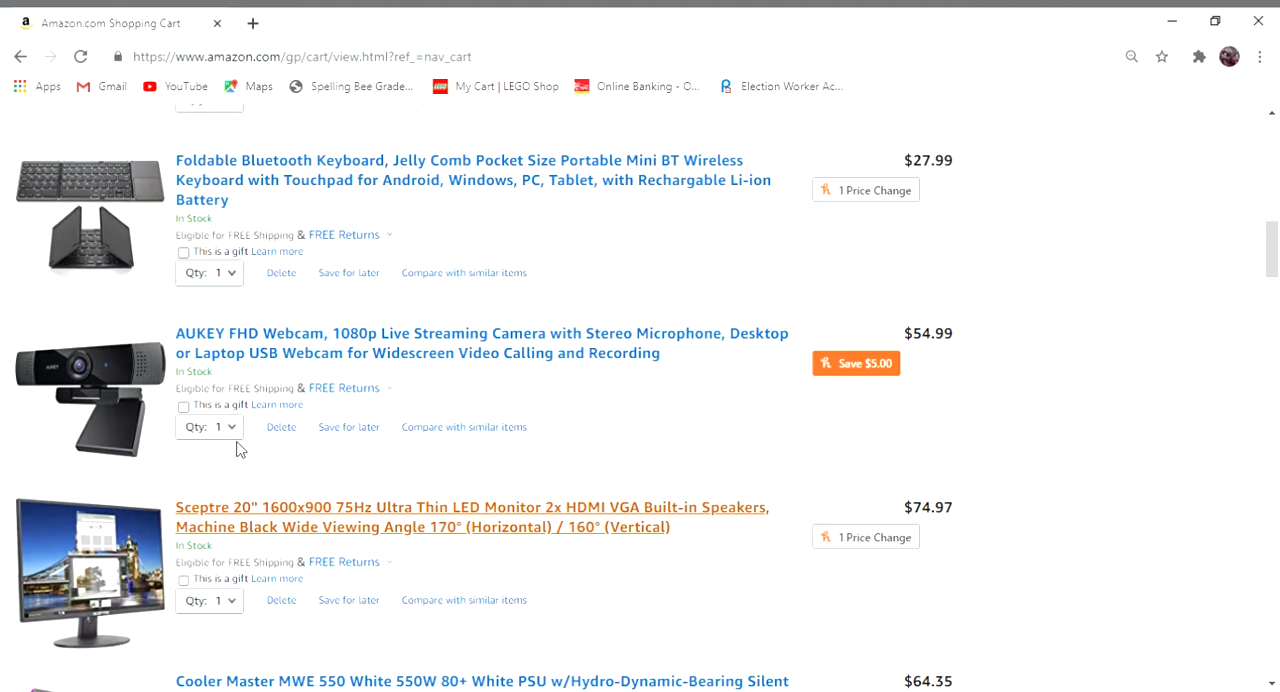 a Amazon.com Shopping Cart
https://www.amazon.com/gp/cart/view.html?ref_=nav_cart
Apps Gmail YouTube Maps Spelling Bee Grade... My Cart | LEGO Shop Online Banking - O... Election Worker Ac...
Foldable Bluetooth Keyboard, Jelly Comb Pocket Size Portable Mini BT Wireless
Keyboard with Touchpad for Android, Windows, PC, Tablet, with Rechargable Li-ion
Battery
$27.99
1 Price Change
In Stock
Eligible for FREE Shipping & FREE Returns
This is a gift Learn more
Qty: 1 Delete Save for later Compare with similar items
AUKEY FHD Webcam, 1080p Live Streaming Camera with Stereo Microphone, Desktop
or Laptop USB Webcam for Widescreen Video Calling and Recording
$54.99
Save $5.00
In Stock
Eligible for FREE Shipping & FREE Returns
This is a gift Learn more
Qty: 1 Delete Save for later Compare with similar items
AUKEY
Sceptre 20" 1600x900 75Hz Ultra Thin LED Monitor 2x HDMI VGA Built-in Speakers,
Machine Black Wide Viewing Angle 170° (Horizontal) / 160° (Vertical)
$74.97
1 Price Change
In Stock
Eligible for FREE Shipping & FREE Returns
This is a gift Learn more
Qty: 1 Delete Save for later Compare with similar items
Cooler Master MWE 550 White 550W 80+ White PSU w/Hydro-Dynamic-Bearing Silent
$64.35